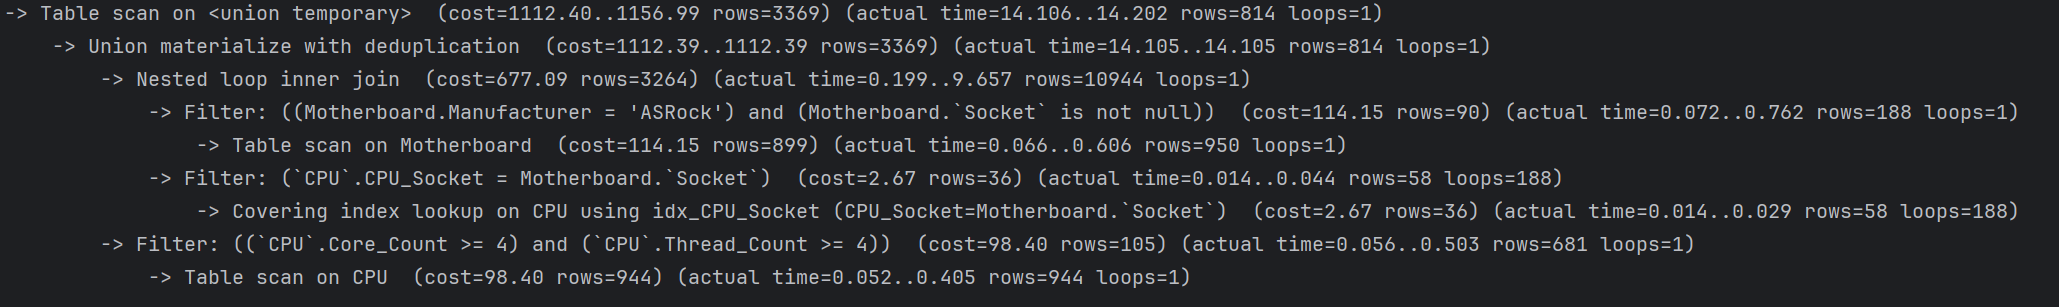 -> Table scan on <union temporary>  (cost=1112.40..1156.99 rows=3369) (actual time=14.106..14.202 rows=814 loops=1)
    -> Union materialize with deduplication  (cost=1112.39..1112.39 rows=3369) (actual time=14.105..14.105 rows=814 loops=1)
        -> Nested loop inner join  (cost=677.09 rows=3264) (actual time=0.199..9.657 rows=10944 loops=1)
            -> Filter: ((Motherboard.Manufacturer = 'ASRock') and (Motherboard.`Socket` is not null))  (cost=114.15 rows=90) (actual time=0.072..0.762 rows=188 loops=1)
                -> Table scan on Motherboard  (cost=114.15 rows=899) (actual time=0.066..0.606 rows=950 loops=1)
            -> Filter: (`CPU`.CPU_Socket = Motherboard.`Socket`)  (cost=2.67 rows=36) (actual time=0.014..0.044 rows=58 loops=188)
                -> Covering index lookup on CPU using idx_CPU_Socket (CPU_Socket=Motherboard.`Socket`)  (cost=2.67 rows=36) (actual time=0.014..0.029 rows=58 loops=188)
        -> Filter: ((`CPU`.Core_Count >= 4) and (`CPU`.Thread_Count >= 4))  (cost=98.40 rows=105) (actual time=0.056..0.503 rows=681 loops=1)
            -> Table scan on CPU  (cost=98.40 rows=944) (actual time=0.052..0.405 rows=944 loops=1)